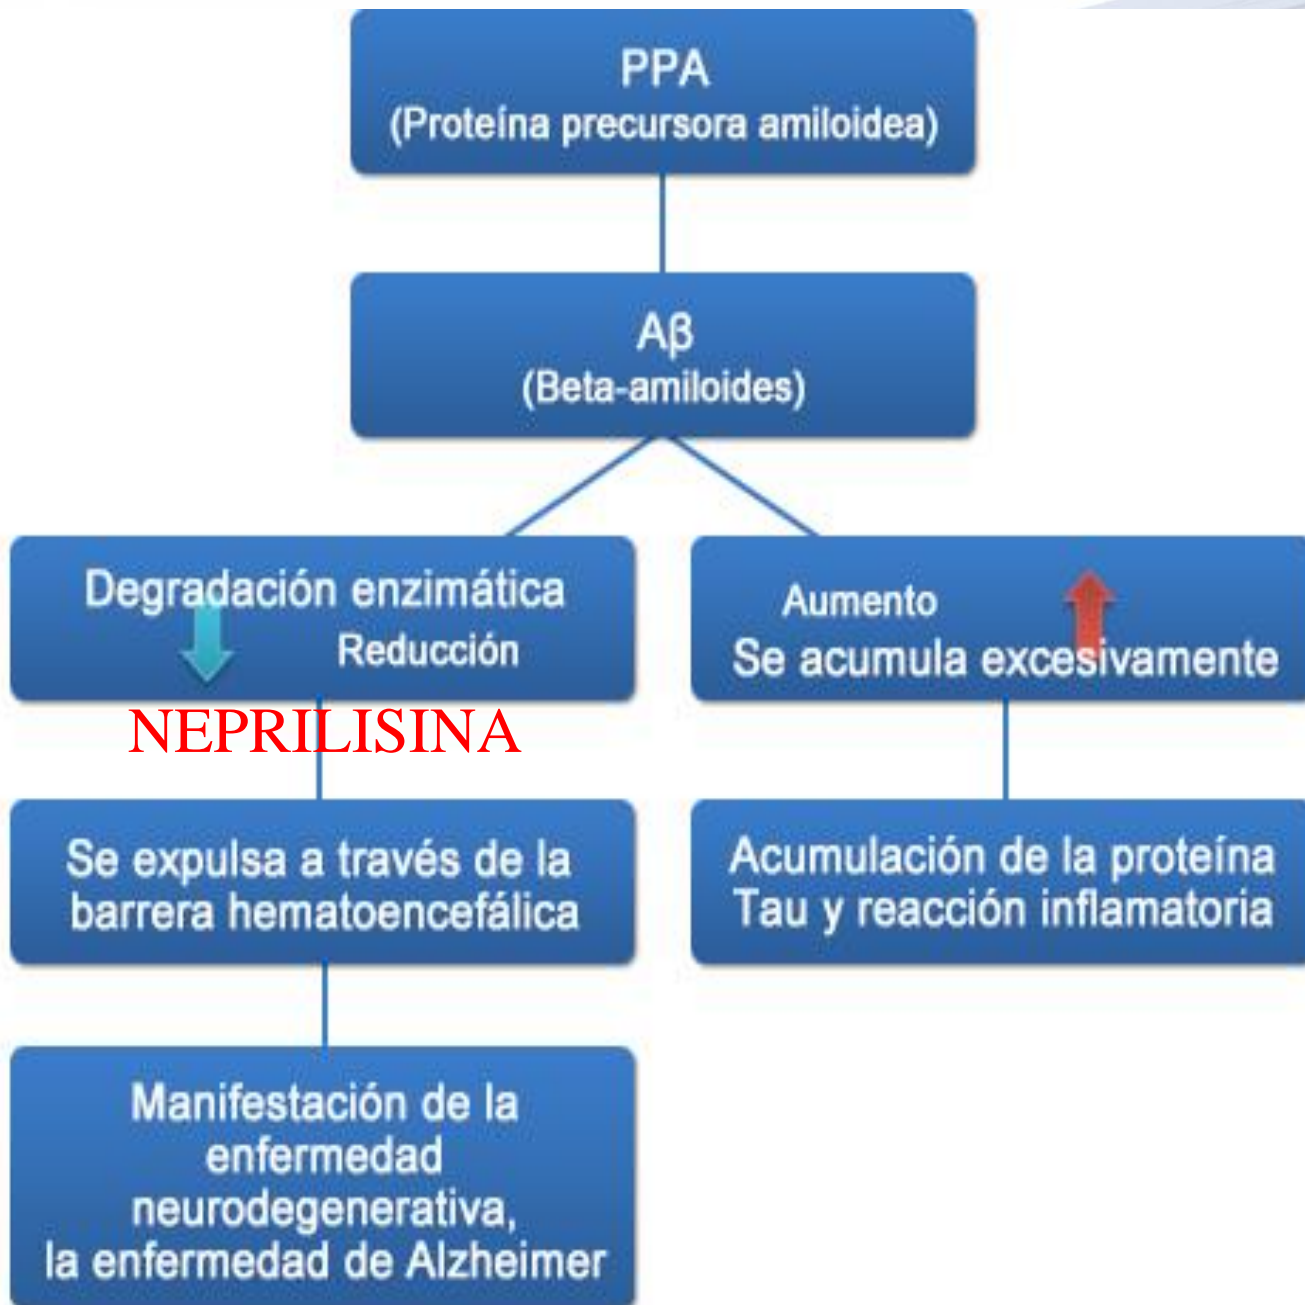 PPA
(Proteína precursora amiloidea)
Aβ
(Beta-amiloides)
Degradación enzimática
Reducción
NEPRILISINA
Se expulsa a través de la
barrera hematoencefálica
Manifestación de la
enfermedad
neurodegenerativa,
la enfermedad de Alzheimer
Aumento
Se acumula excesivamente
Acumulación de la proteína
Tau y reacción inflamatoria